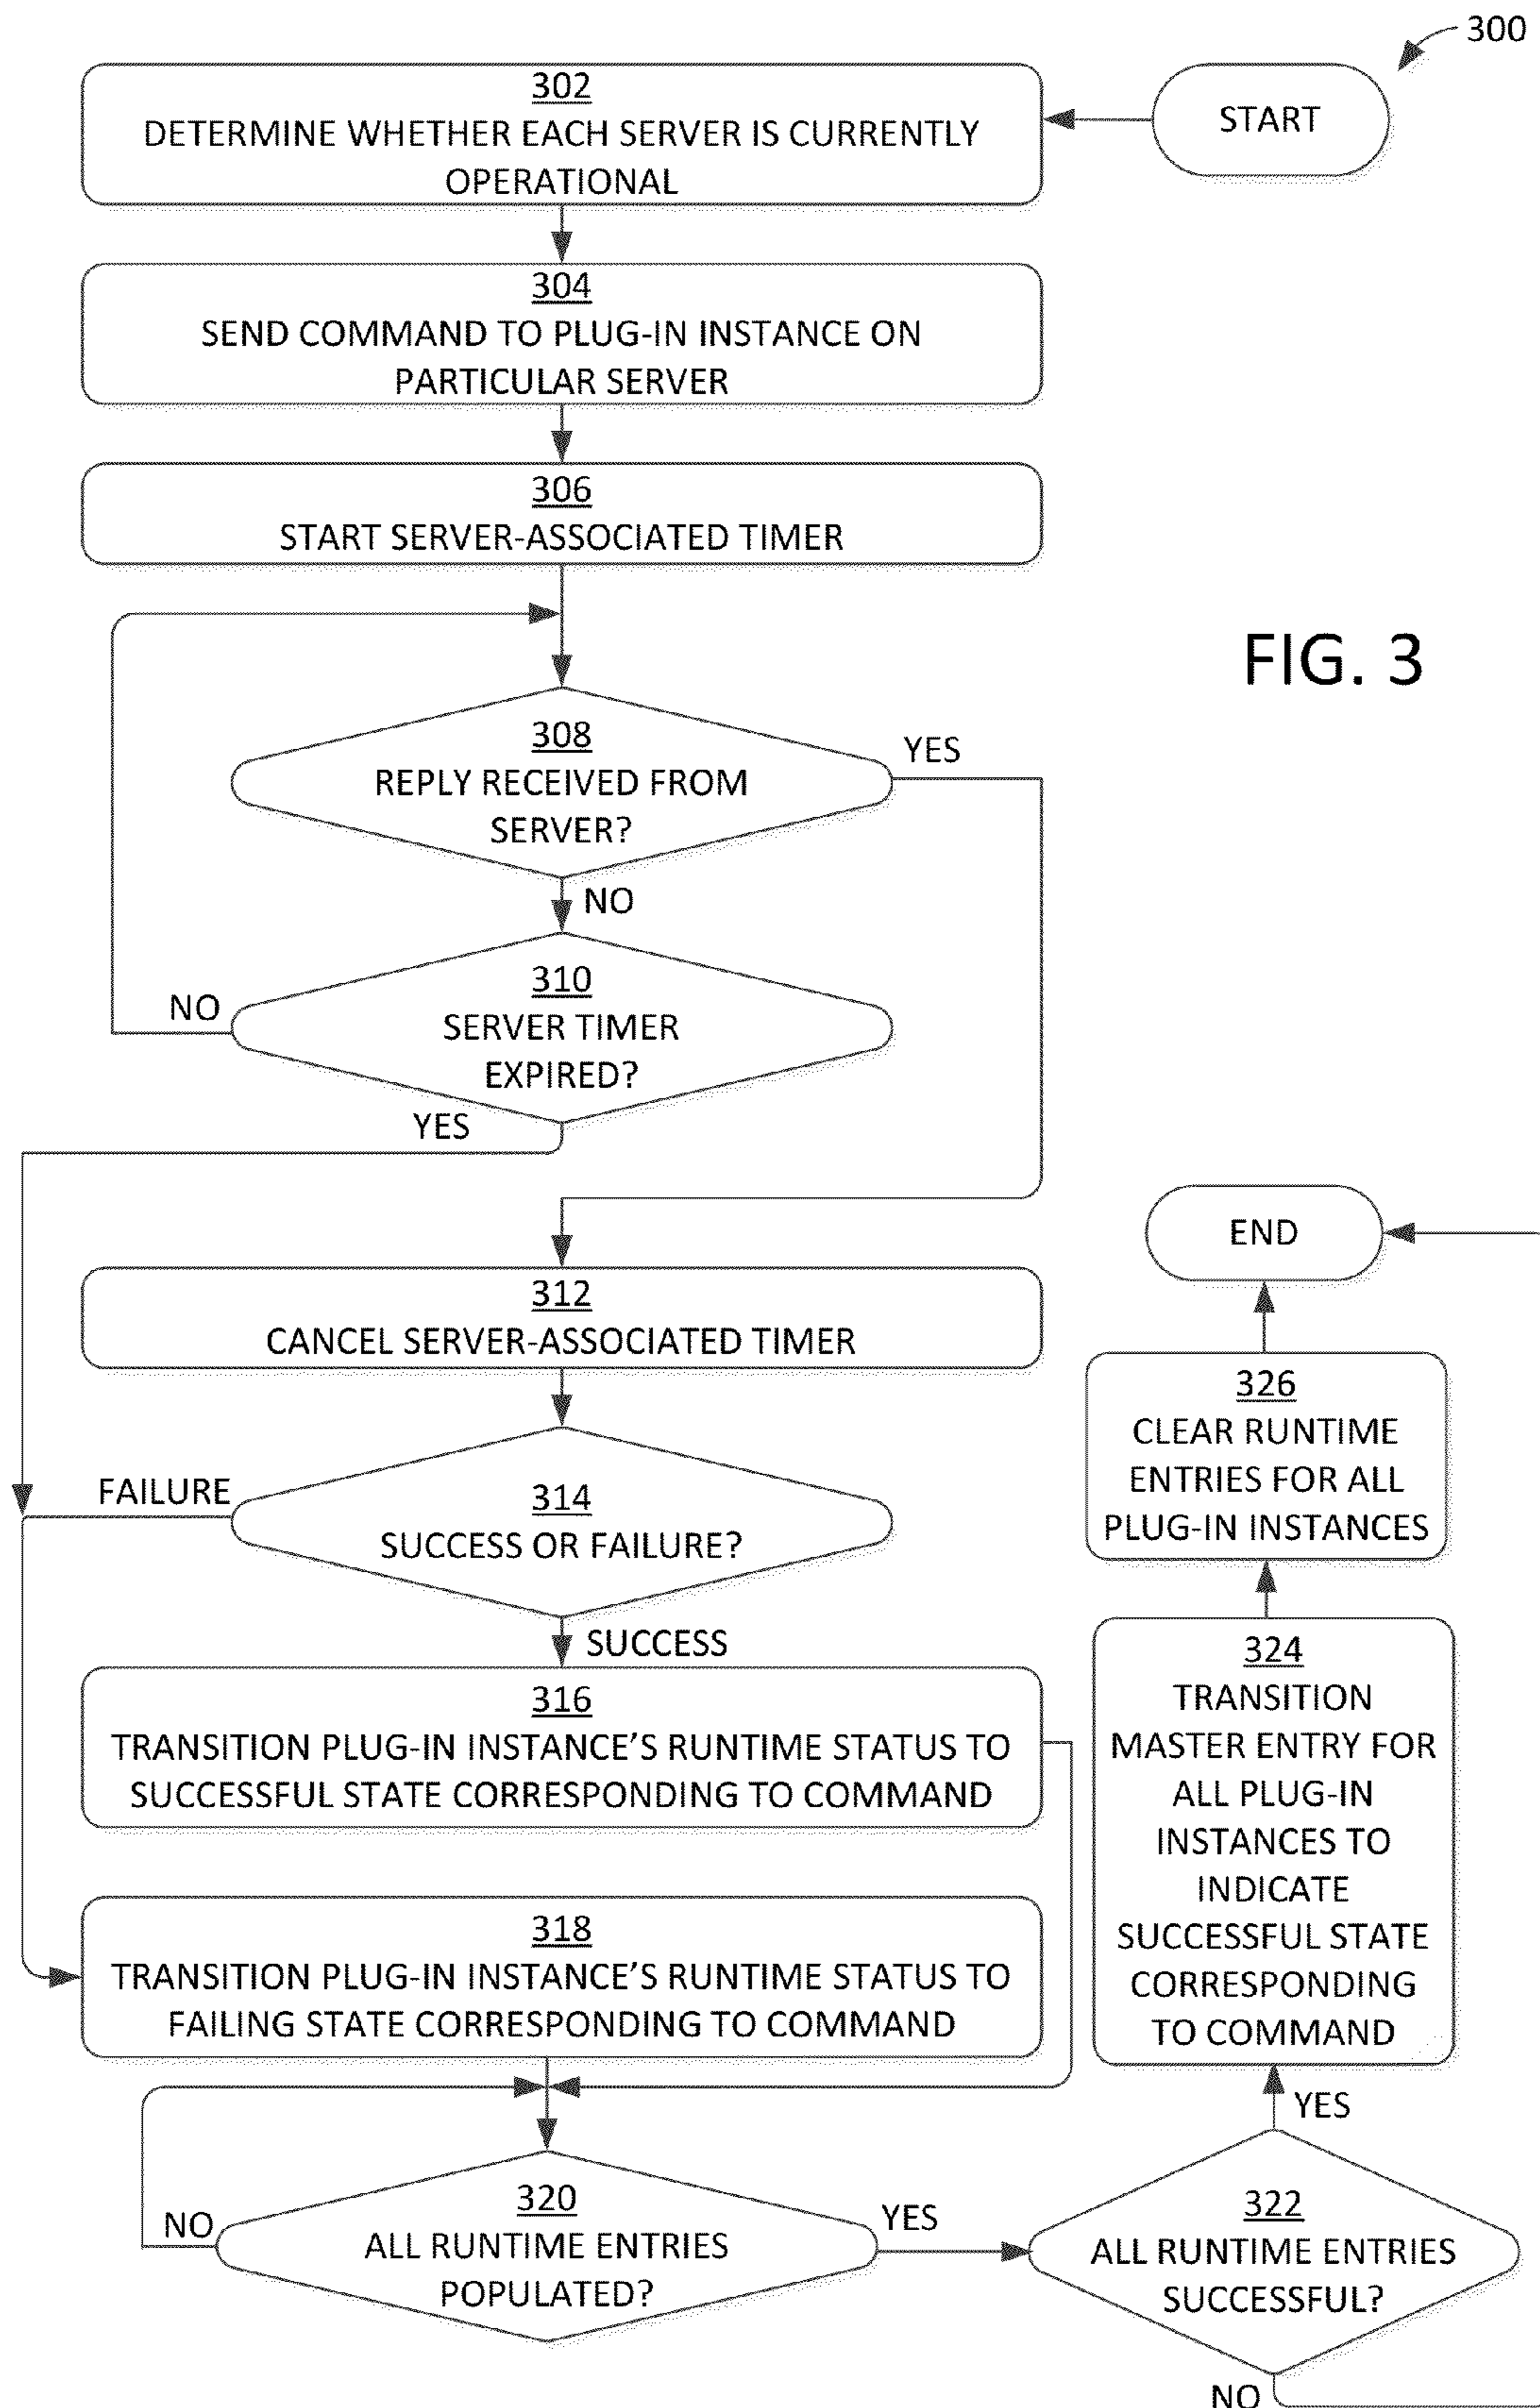 300
START
302
DETERMINE WHETHER EACH SERVER IS CURRENTLY
OPERATIONAL
304
SEND COMMAND TO PLUG-IN INSTANCE ON
PARTICULAR SERVER
306
START SERVER-ASSOCIATED TIMER
FIG. 3
308
REPLY RECEIVED FROM
SERVER?
YES
NO
310
SERVER TIMER
EXPIRED?
NO
YES
312
CANCEL SERVER-ASSOCIATED TIMER
314
SUCCESS OR FAILURE?
FAILURE
SUCCESS
316
TRANSITION PLUG-IN INSTANCE'S RUNTIME STATUS TO
SUCCESSFUL STATE CORRESPONDING TO COMMAND
318
TRANSITION PLUG-IN INSTANCE'S RUNTIME STATUS TO
FAILING STATE CORRESPONDING TO COMMAND
320
ALL RUNTIME ENTRIES
POPULATED?
NO
YES
322
ALL RUNTIME ENTRIES
SUCCESSFUL?
YES
NO
324
TRANSITION
MASTER ENTRY FOR
ALL PLUG-IN
INSTANCES TO
INDICATE
SUCCESSFUL STATE
CORRESPONDING
TO COMMAND
326
CLEAR RUNTIME
ENTRIES FOR ALL
PLUG-IN INSTANCES
END